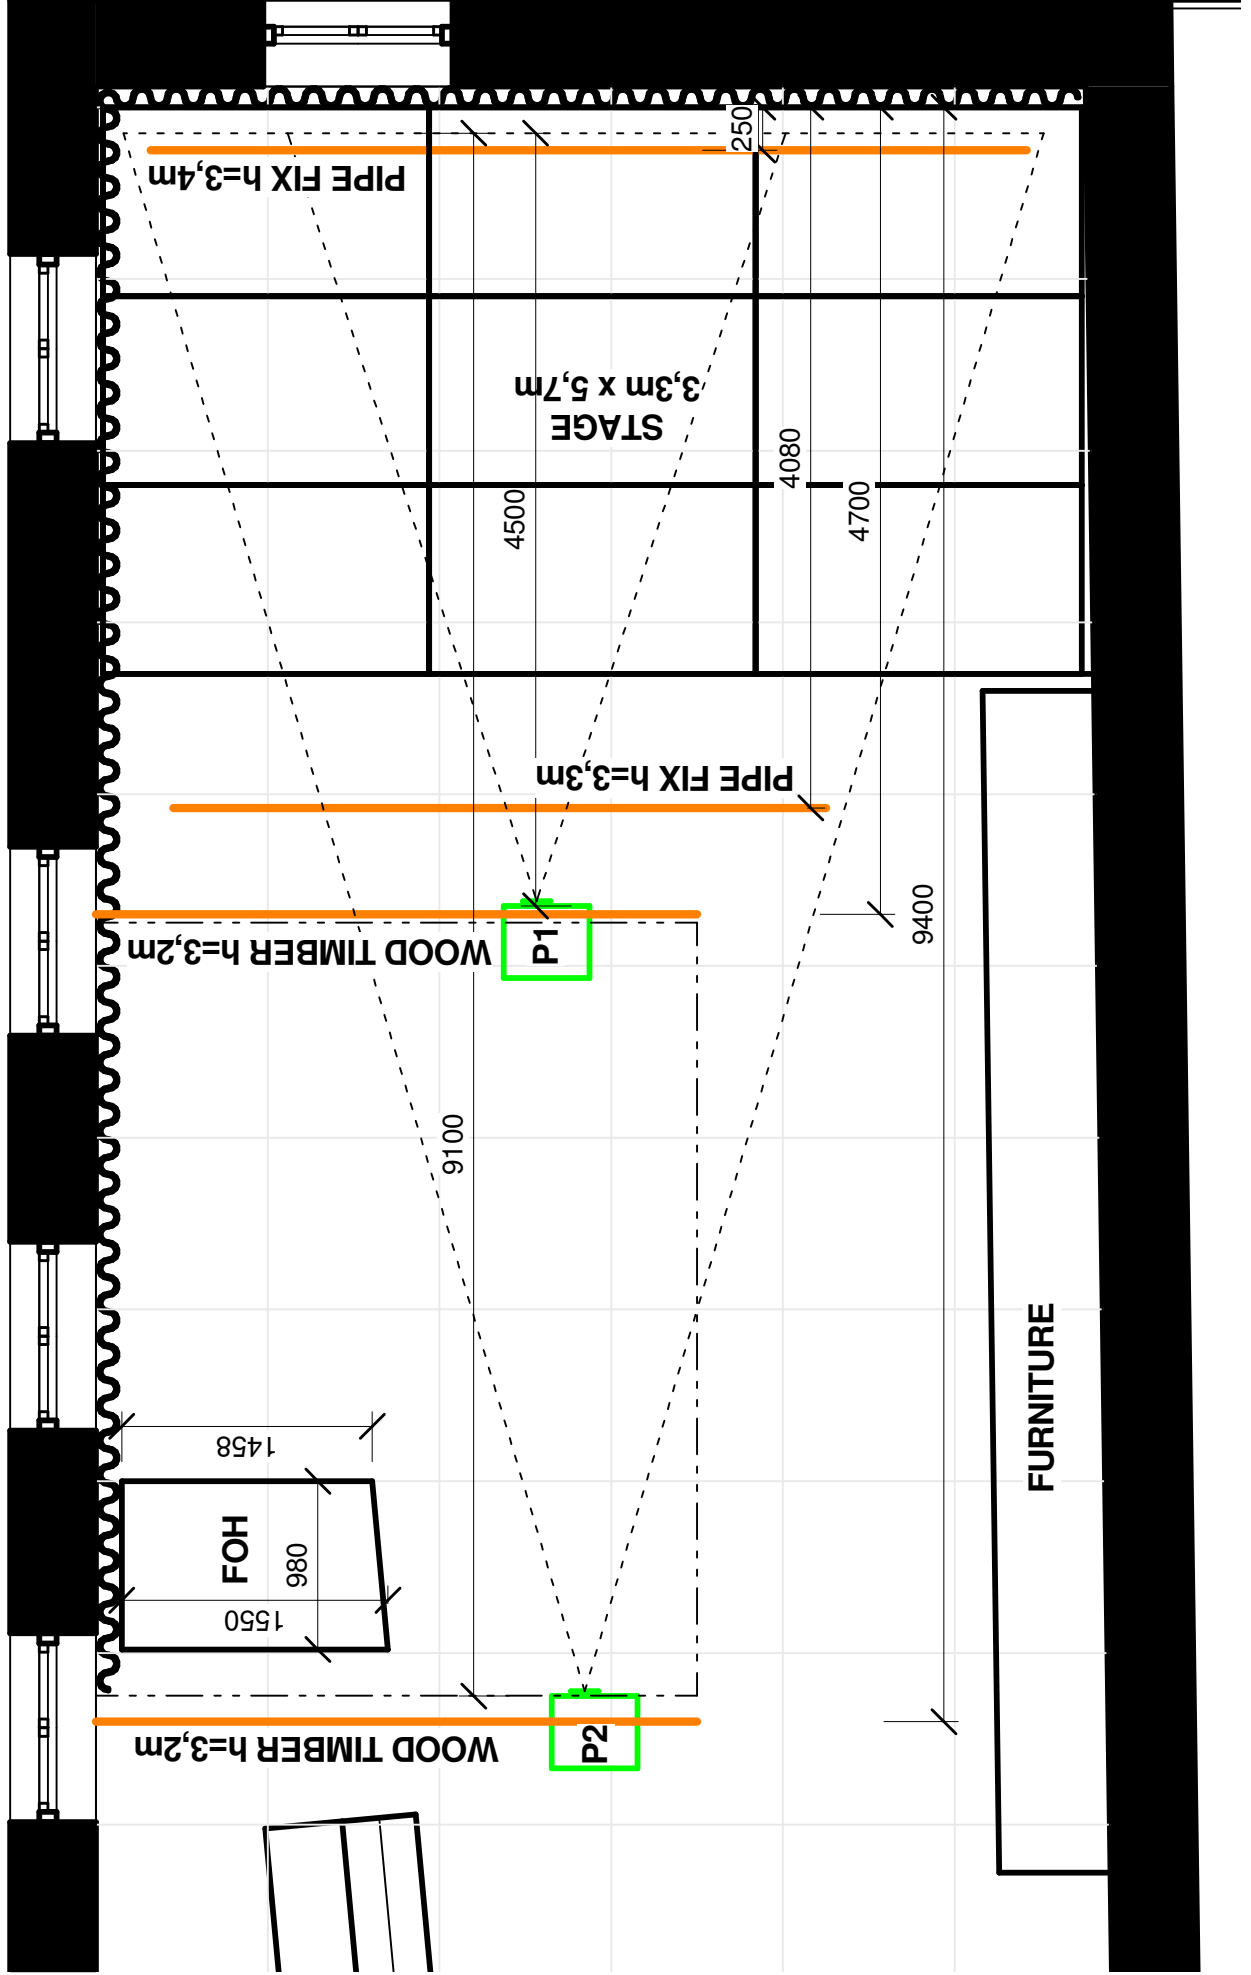 250
PIPE FIX h=3,4m
STAGE
3,3m x 5,7m
4080
4500
4700
PIPE FIX h=3,3m
9400
WOOD TIMBER h=3,2m
P1
9100
1458
FURNITURE
FOH
980
1550
WOOD TIMBER h=3,2m
P2